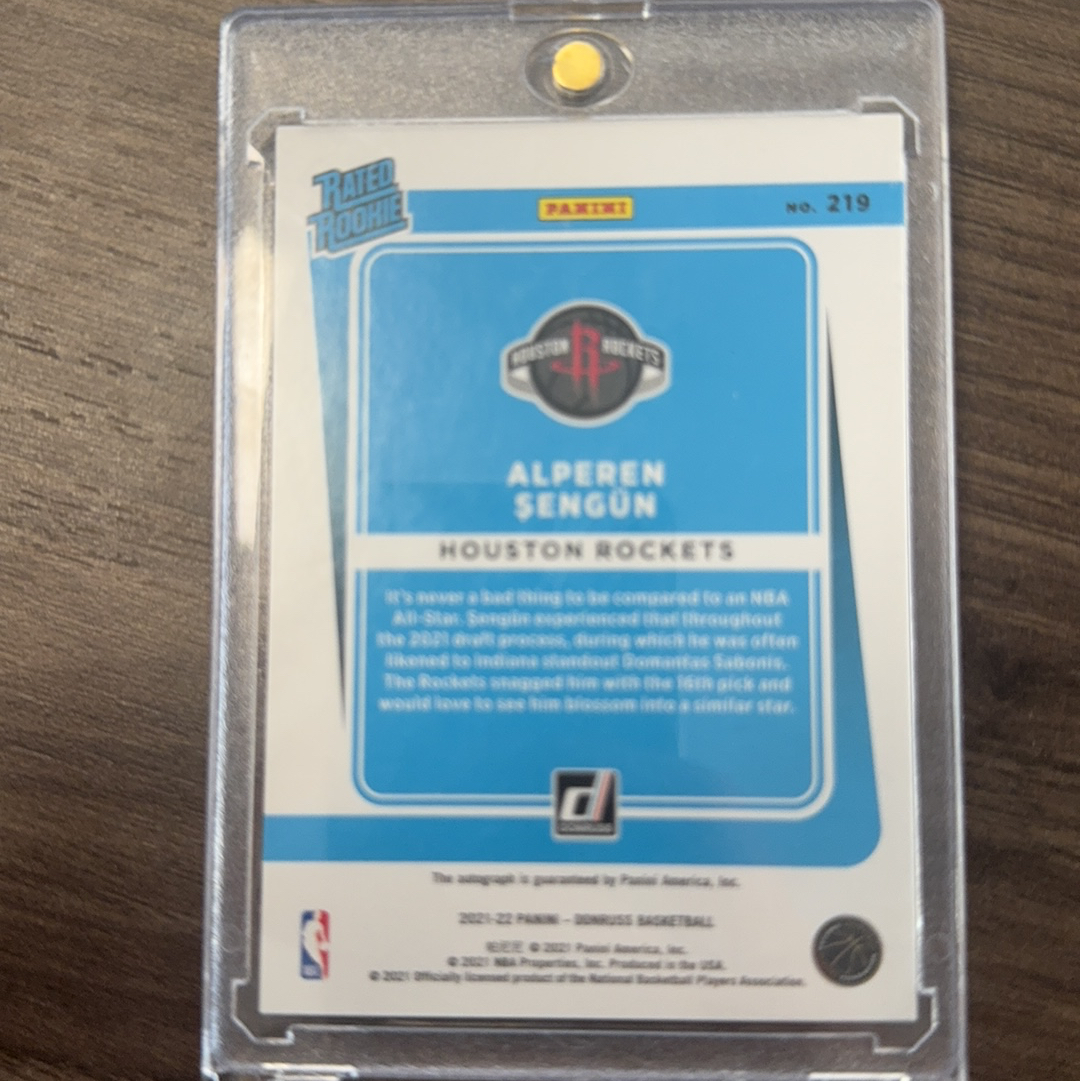 RATED
ROOKIE
PANINI
NO. 219
HOUSTON ROCKETS
ALPEREN
ŞENGÜN
HOUSTON ROCKETS
It's never a bad thing to be compared to an NBA
All-Star. Şengün experienced that throughout
the 2021 draft process, during which he was often
likened to Indiana standout Domantas Sabonis.
The Rockets snagged him with the 16th pick and
would love to see him blossom into a similar star.
d
DONRUSS
The autograph is guaranteed by Panini America, Inc.
2021-22 PANINI – DONRUSS BASKETBALL
© 2021 Panini America, Inc.
© 2021 NBA Properties, Inc. Produced in the USA.
© 2021 Officially licensed product of the National Basketball Players Association.